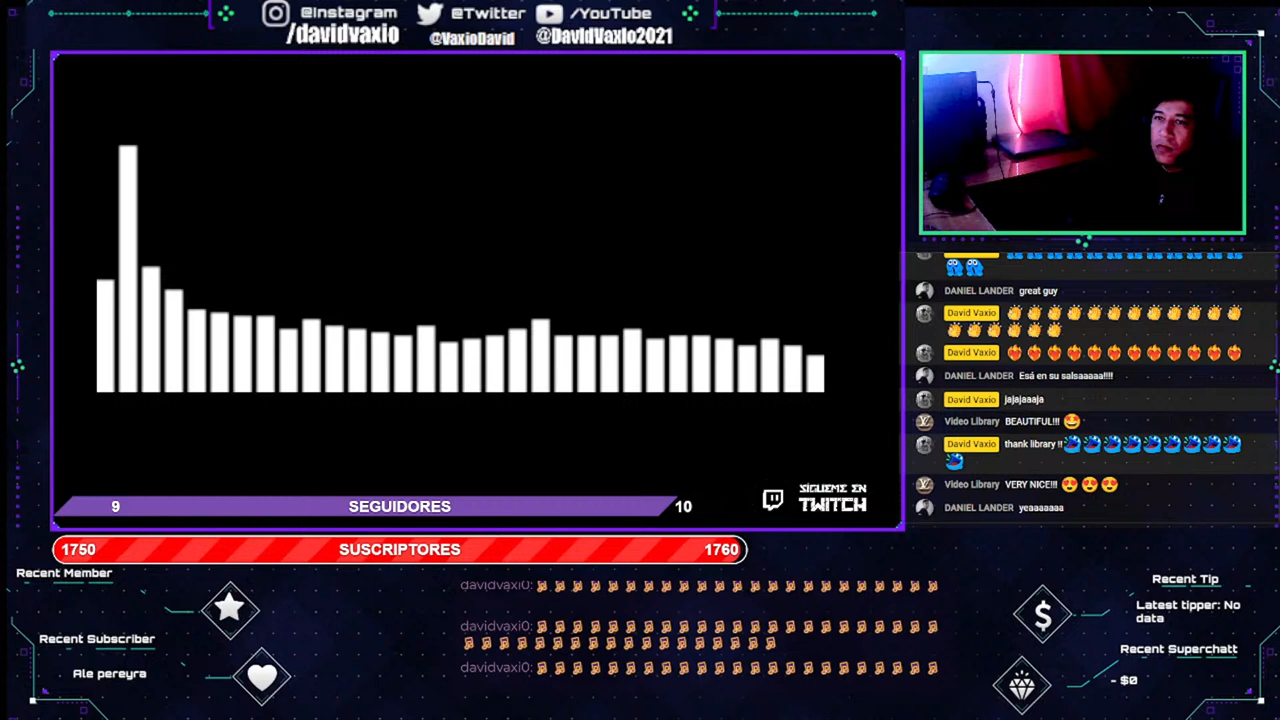 @Instagram
/davidvaxio
@Twitter
@VaxioDavid
/YouTube
@DavidVaxio2021
DANIEL LANDER great guy
David Vaxio
David Vaxio
DANIEL LANDER Esá en su salsaaaaa!!!!
David Vaxio jajajaaaja
Video Library BEAUTIFUL!!!
David Vaxio thank library !!
Video Library VERY NICE!!!
DANIEL LANDER yeaaaaaaa
9 SEGUIDORES 10
SÍGUEME EN
TWITCH
1750 SUSCRIPTORES 1760
Recent Member
Recent Subscriber
Ale pereyra
davidvaxi0:
davidvaxi0:
davidvaxi0:
Recent Tip
Latest tipper: No
data
Recent Superchatt
- $0